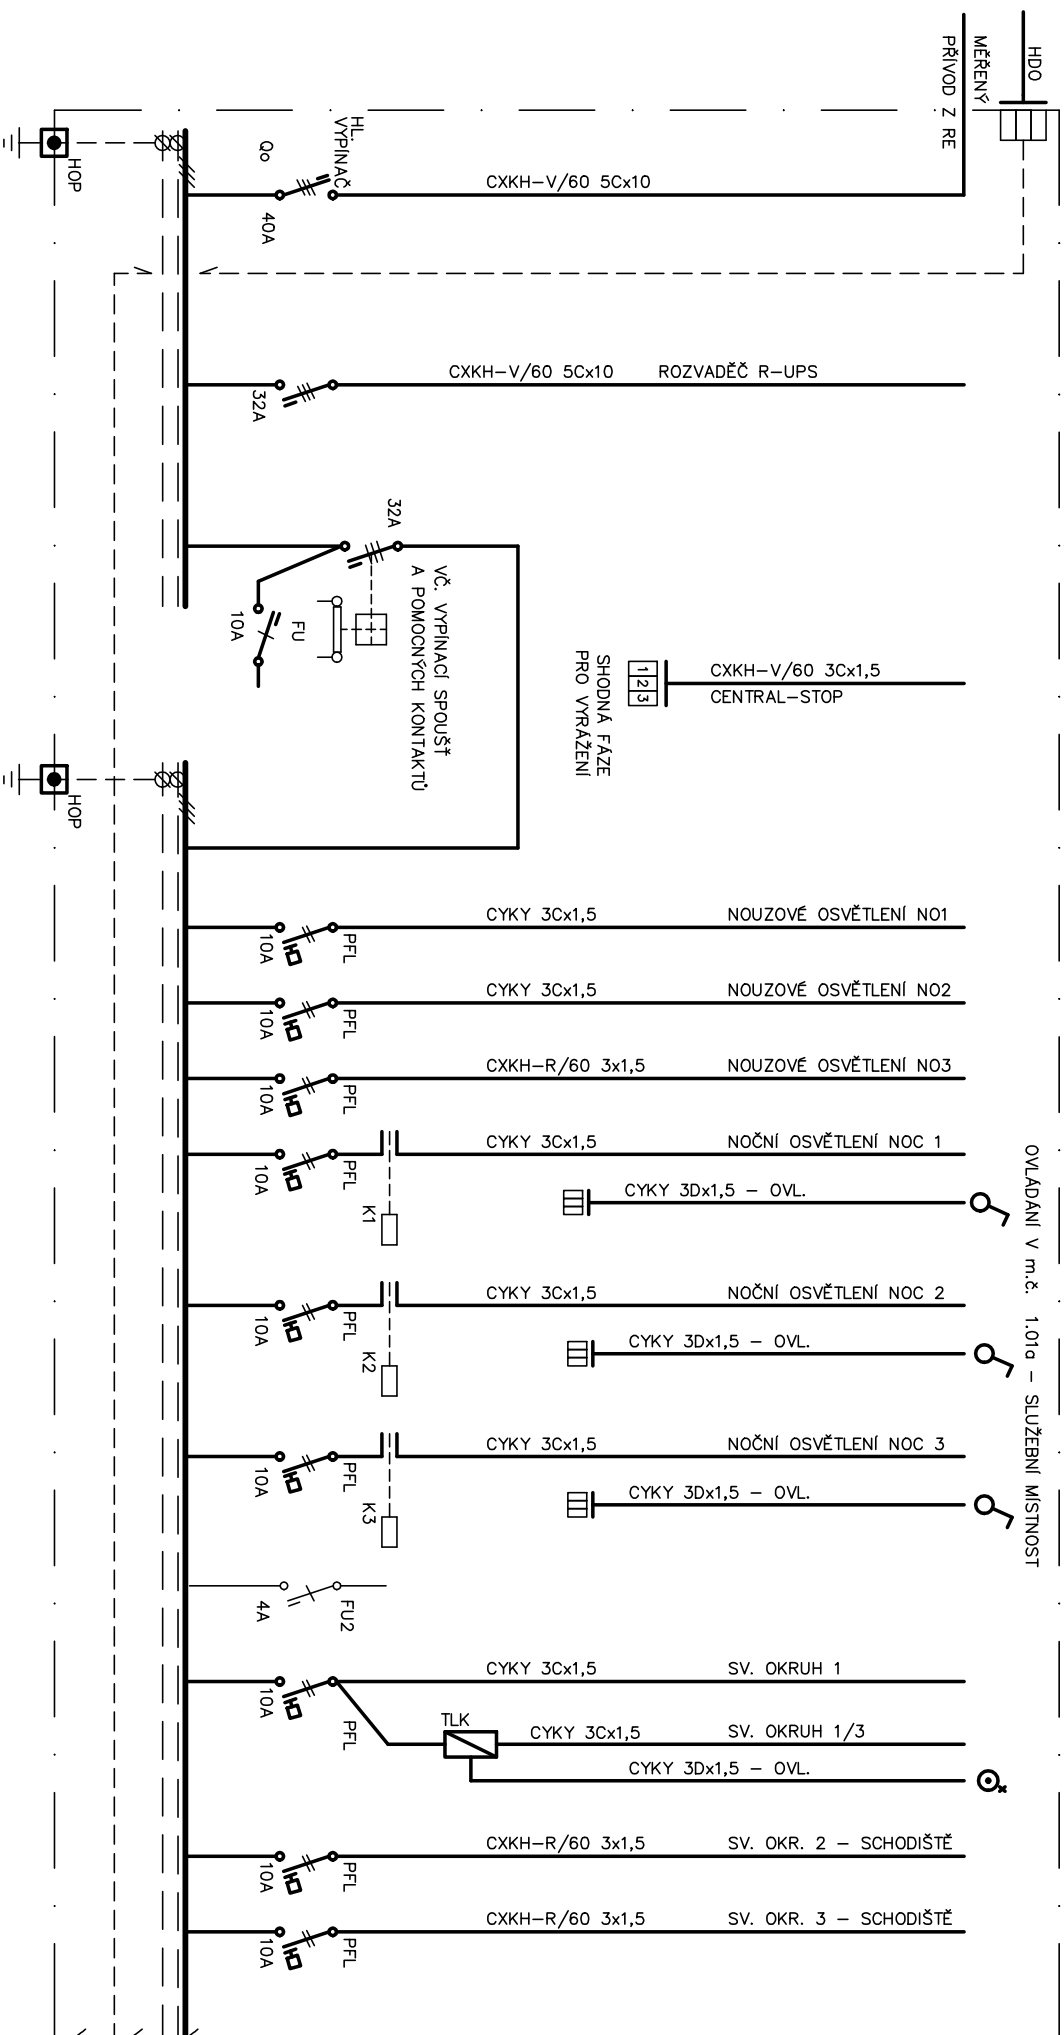 HDO
MĚŘENÝ
PŘÍVOD Z RE
HOP
HL.
VYPÍNAČ
Qo
40A
CXKH-V/60 5Cx10
32A
CXKH-V/60 5Cx10
ROZVADĚČ R-UPS
32A
VČ. VYPÍNACÍ SPOUŠŤ
A POMOCNÝCH KONTAKTŮ
FU
10A
SHODNÁ FÁZE
PRO VYRÁŽENÍ
1 2 3
CXKH-V/60 3Cx1,5
CENTRAL-STOP
HOP
CYKY 3Cx1,5
NOUZOVÉ OSVĚTLENÍ NO1
10A
PFL
CYKY 3Cx1,5
NOUZOVÉ OSVĚTLENÍ NO2
10A
PFL
CXKH-R/60 3x1,5
NOUZOVÉ OSVĚTLENÍ NO3
10A
PFL
CYKY 3Cx1,5
NOČNÍ OSVĚTLENÍ NOC 1
10A
PFL
K1
CYKY 3Dx1,5 - OVL.
OVLÁDÁNÍ V m.č. 1.01a - SLUŽEBNÍ MÍSTNOST
CYKY 3Cx1,5
NOČNÍ OSVĚTLENÍ NOC 2
10A
PFL
K2
CYKY 3Dx1,5 - OVL.
CYKY 3Cx1,5
NOČNÍ OSVĚTLENÍ NOC 3
10A
PFL
K3
CYKY 3Dx1,5 - OVL.
4A
FU2
CYKY 3Cx1,5
SV. OKRUH 1
10A
PFL
TLK
CYKY 3Cx1,5
SV. OKRUH 1/3
CYKY 3Dx1,5 - OVL.
CXKH-R/60 3x1,5
SV. OKR. 2 - SCHODIŠTĚ
10A
PFL
CXKH-R/60 3x1,5
SV. OKR. 3 - SCHODIŠTĚ
10A
PFL